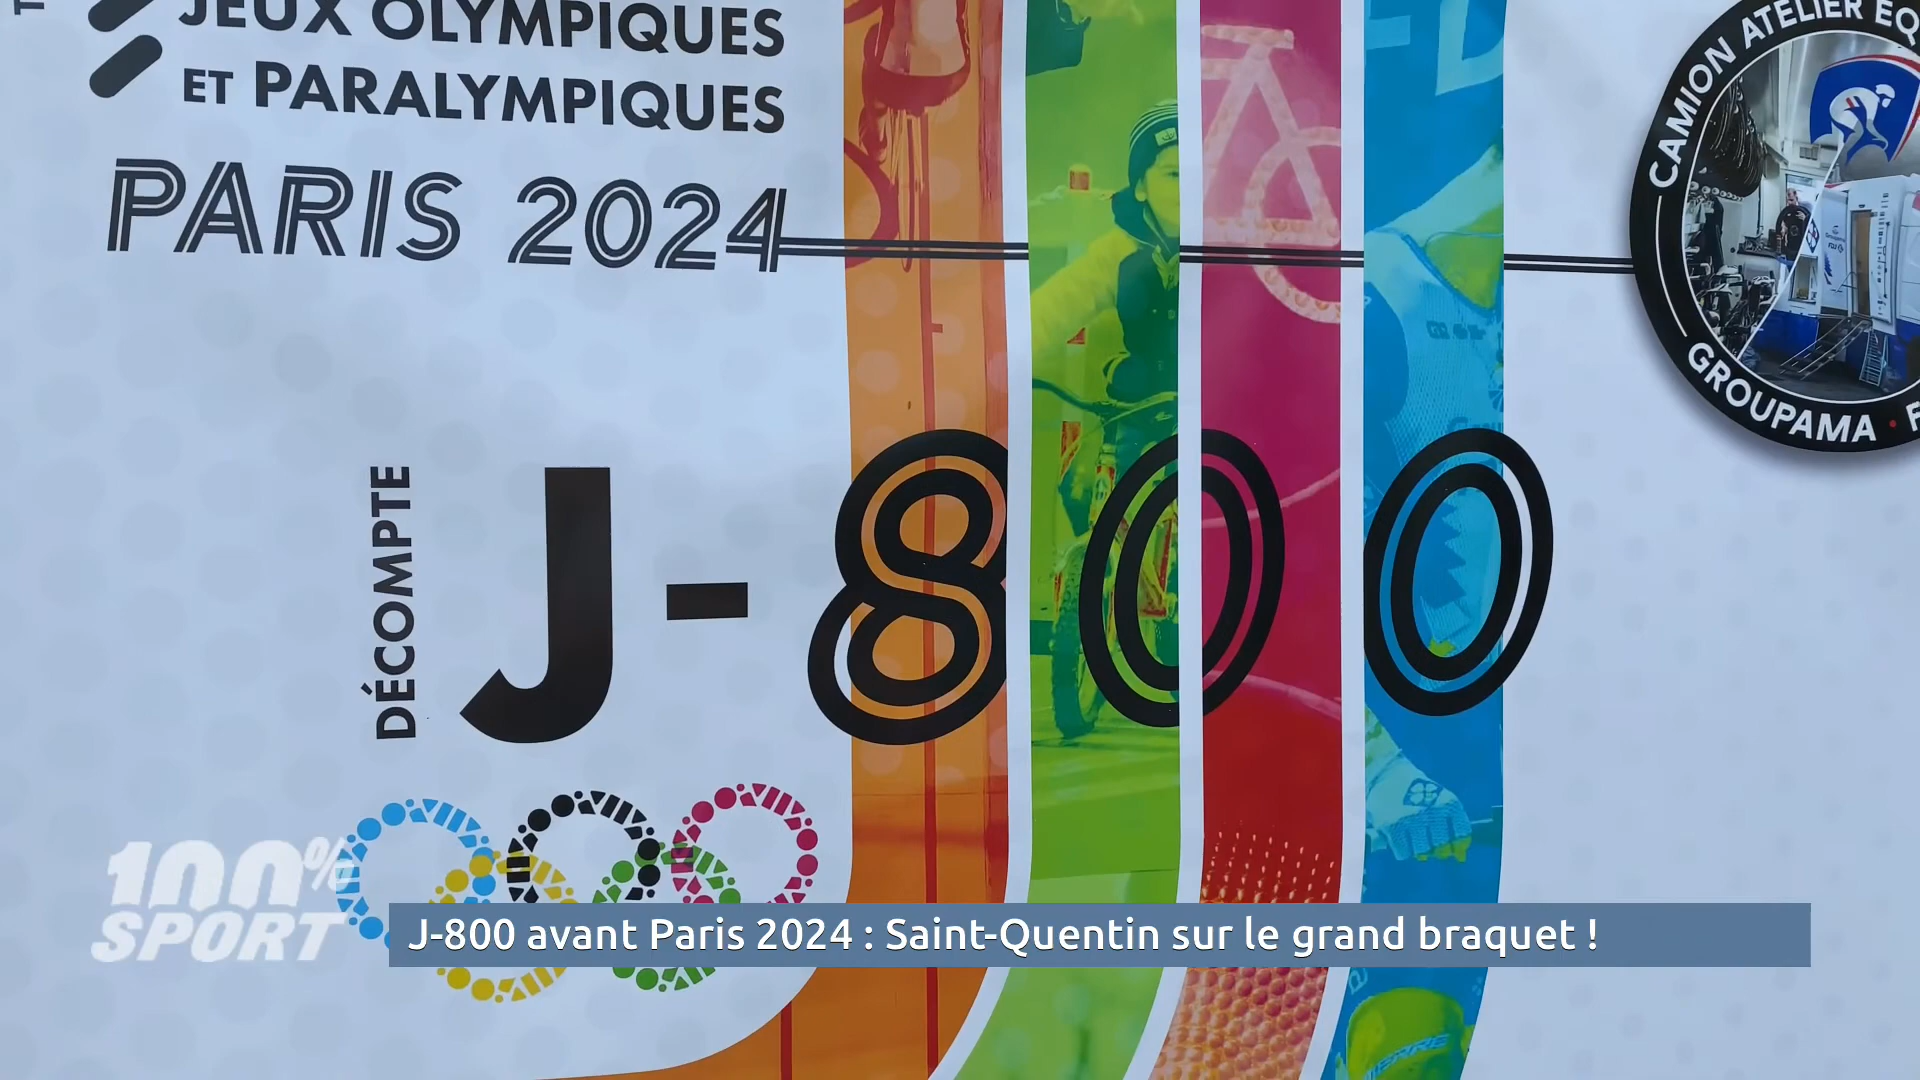 JEUX OLYMPIQUES
ET PARALYMPIQUES
PARIS 2024
CAMION ATELIER
GROUPAMA
DÉCOMPTE
J-800
100%
SPORT
J-800 avant Paris 2024 : Saint-Quentin sur le grand braquet !